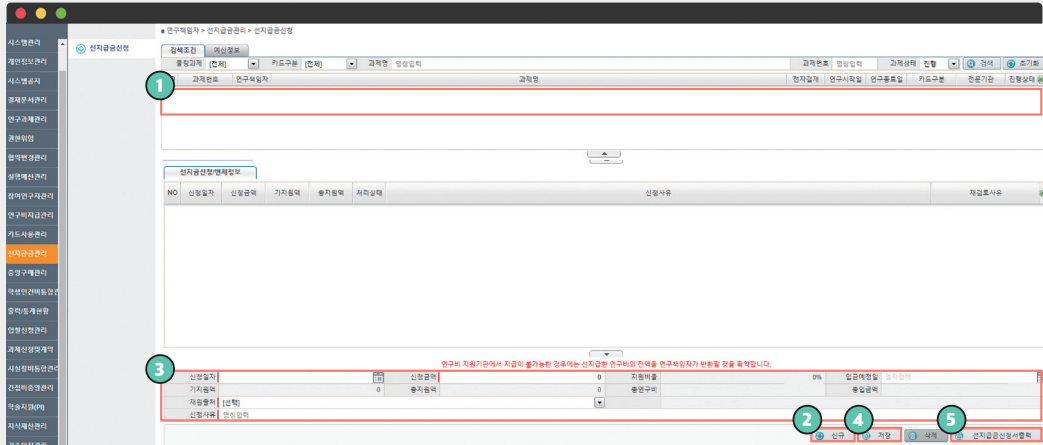 ■ 연구책임자 > 선지급금관리 > 선지급금신청
시스템관리
개인정보관리
시스템공지
결재문서관리
연구과제관리
권한위임
협약변경관리
실행예산관리
참여연구자관리
연구비지급관리
카드사용관리
선지급금관리
중앙구매관리
학생인건비통합관
출력/통계현황
입찰신청관리
과제신청및계약
시설장비통합관리
간접비중앙관리
학술지원(PI)
지식재산관리
선지급금신청
검색조건 예산정보
풀링과제 [전체] 카드구분 [전체] 과제명 명칭입력 과제번호 명칭입력 과제상태 진행 검색 초기화
1
과제번호 연구책임자 과제명 전자결재 연구시작일 연구종료일 카드구분 전문기관 진행상태
선지급신청/변제정보
NO 신청일자 신청금액 기지원액 총지원액 처리상태 신청사유 재검토사유
연구비 지원기관에서 지급이 불가능한 경우에는 선지급한 연구비의 전액을 연구책임자가 반환할 것을 확약합니다.
3
신청일자 신청금액 0 지원비율 0% 입금예정일 일자입력
기지원액 0 총지원액 0 총연구비 총입금액
재원출처 [선택]
신청사유 명칭입력
2 4 5
신규 저장 삭제 선지급금신청서출력